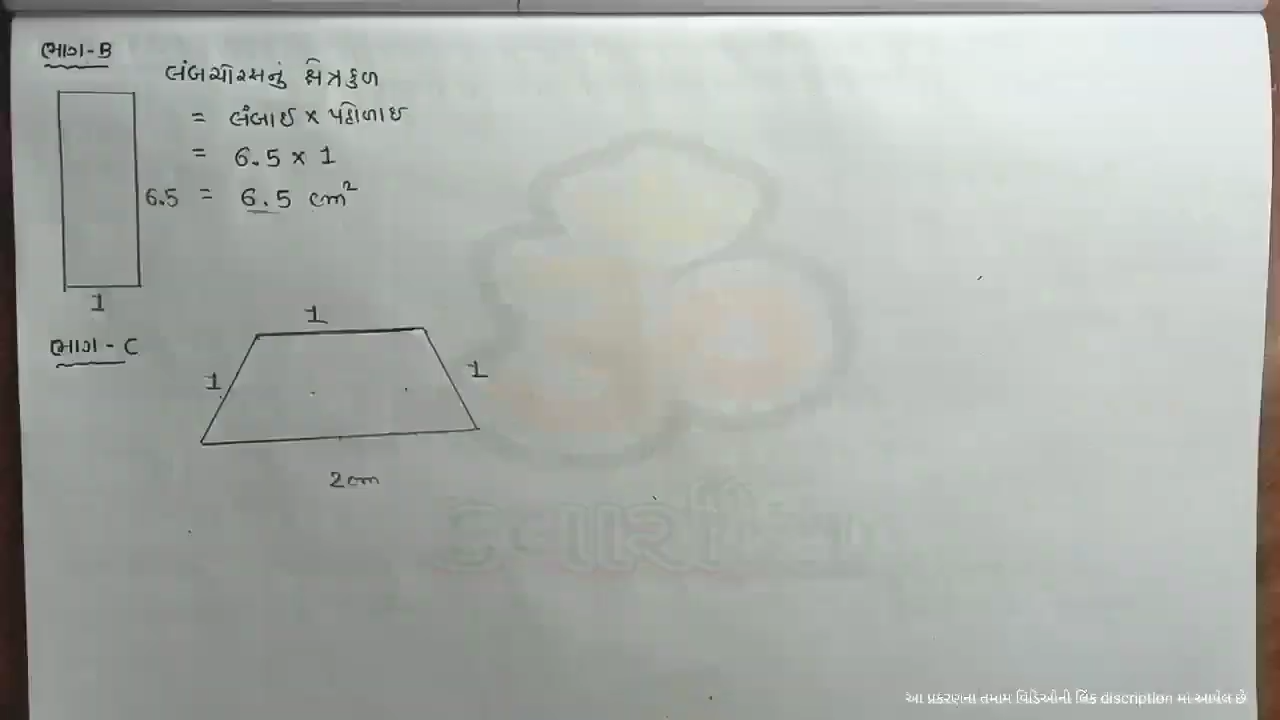 ભાગ-B
લંબચોરસનું ક્ષેત્રફળ
= લંબાઈ × પહોળાઇ
= 6.5 × 1
6.5 = 6.5 cm²
1
ભાગ - C
1
1
1
2cm
આ પ્રકરણના તમામ વિડિઓની લિંક discription માં આપેલ છે